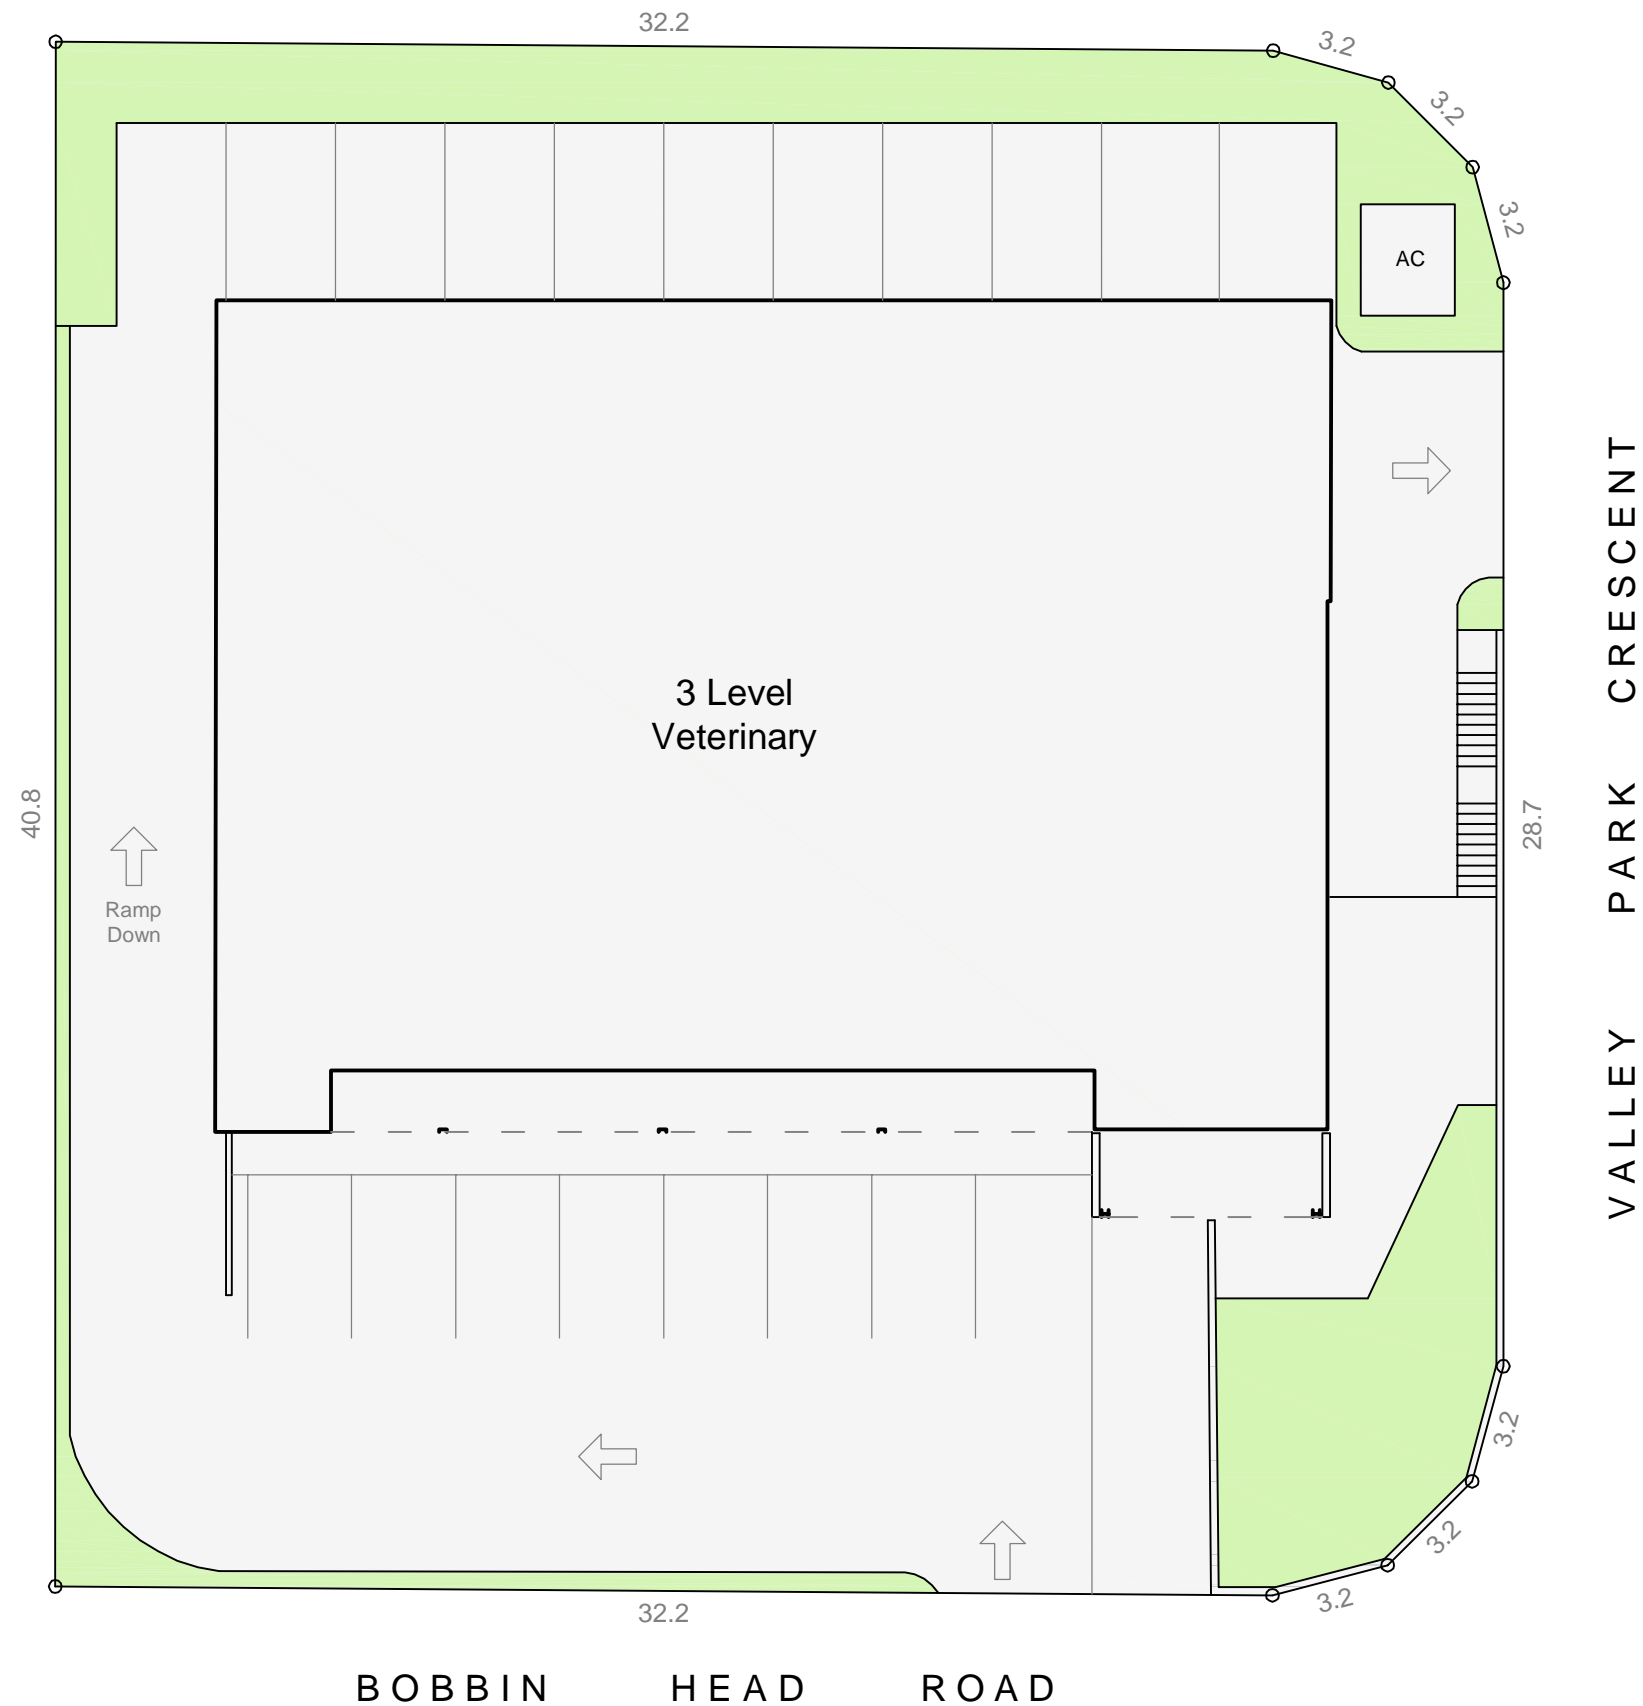 32.2
3.2
3.2
3.2
AC
3 Level
Veterinary
40.8
28.7
Ramp
Down
VALLEY PARK CRESCENT
3.2
3.2
3.2
32.2
BOBBIN HEAD ROAD